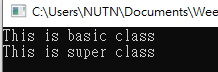 C:\Users\NUTN\Documents\Wee
This is basic class
This is super class